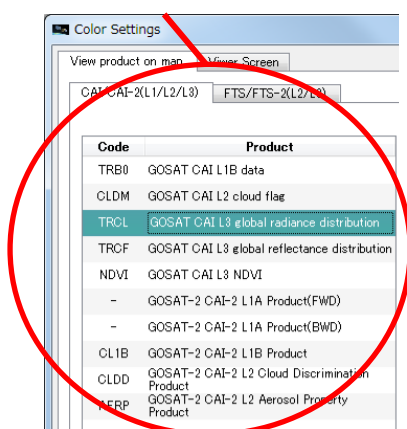 Color Settings
View product on map Viewer Screen
CAI/CAI-2(L1/L2/L3) FTS/FTS-2(L2/L3)
Code Product
TRB0 GOSAT CAI L1B data
CLDM GOSAT CAI L2 cloud flag
TRCL GOSAT CAI L3 global radiance distribution
TRCF GOSAT CAI L3 global reflectance distribution
NDVI GOSAT CAI L3 NDVI
- GOSAT-2 CAI-2 L1A Product(FWD)
- GOSAT-2 CAI-2 L1A Product(BWD)
CL1B GOSAT-2 CAI-2 L1B Product
CLDD GOSAT-2 CAI-2 L2 Cloud Discrimination
Product
AERP GOSAT-2 CAI-2 L2 Aerosol Property
Product